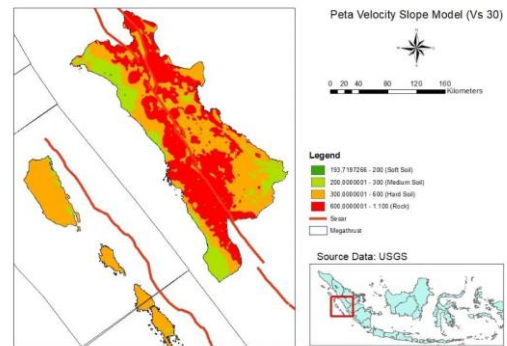 Peta Velocity Slope Model (Vs 30)
0 20 40 80 120 160
Kilometers
Legend
193,7197266 - 200 (Soft Soil)
200,0000001 - 300 (Medium Soil)
300,0000001 - 600 (Hard Soil)
600,0000001 - 1.100 (Rock)
Sesar
Megathrust
Source Data: USGS